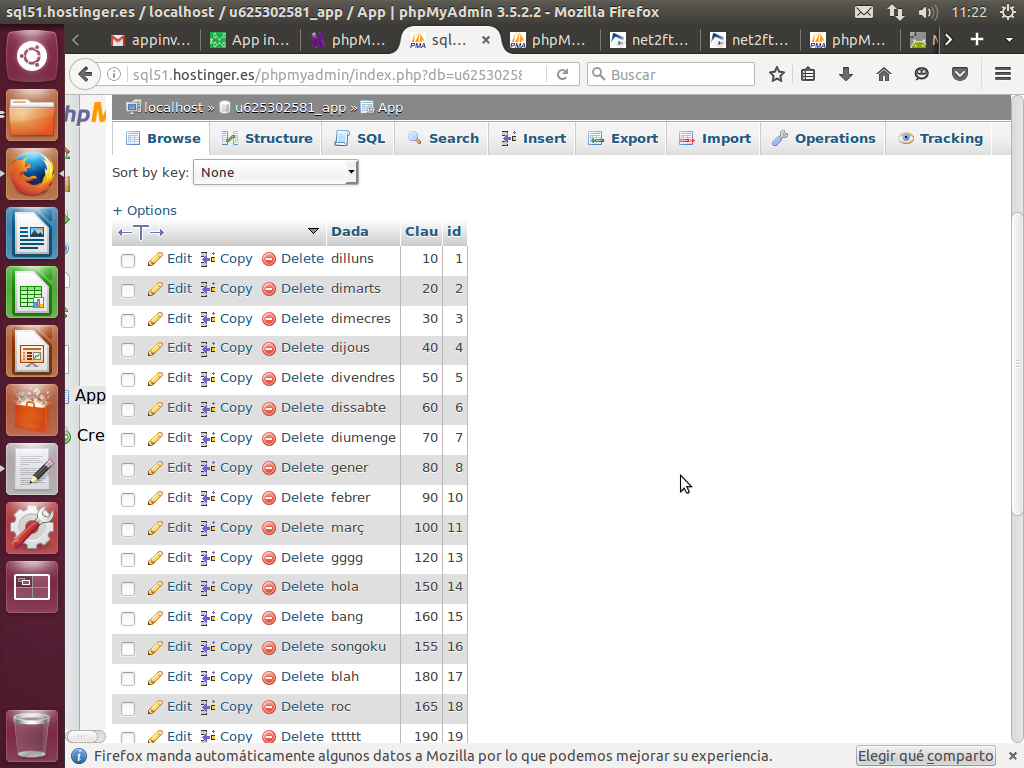 sql51.hostinger.es / localhost / u625302581_app / App | phpMyAdmin 3.5.2.2 - Mozilla Firefox 11:22
appinv... App in... phpM... sql... phpM... net2ft... net2ft... phpM...
sql51.hostinger.es/phpmyadmin/index.php?db=u6253025 Buscar
localhost » u625302581_app » App
Browse Structure SQL Search Insert Export Import Operations Tracking
Sort by key: None
+ Options
←T→ Dada Clau id
Edit Copy Delete dilluns 10 1
Edit Copy Delete dimarts 20 2
Edit Copy Delete dimecres 30 3
Edit Copy Delete dijous 40 4
Edit Copy Delete divendres 50 5
App
Edit Copy Delete dissabte 60 6
Cre
Edit Copy Delete diumenge 70 7
Edit Copy Delete gener 80 8
Edit Copy Delete febrer 90 10
Edit Copy Delete març 100 11
Edit Copy Delete gggg 120 13
Edit Copy Delete hola 150 14
Edit Copy Delete bang 160 15
Edit Copy Delete songoku 155 16
Edit Copy Delete blah 180 17
Edit Copy Delete roc 165 18
Edit Copy Delete tttttt 190 19
Firefox manda automáticamente algunos datos a Mozilla por lo que podemos mejorar su experiencia. Elegir qué comparto